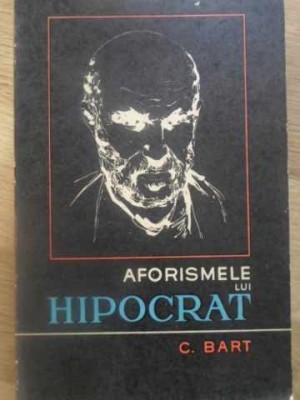 AFORISMELE
LUI
HIPOCRAT
C. BART